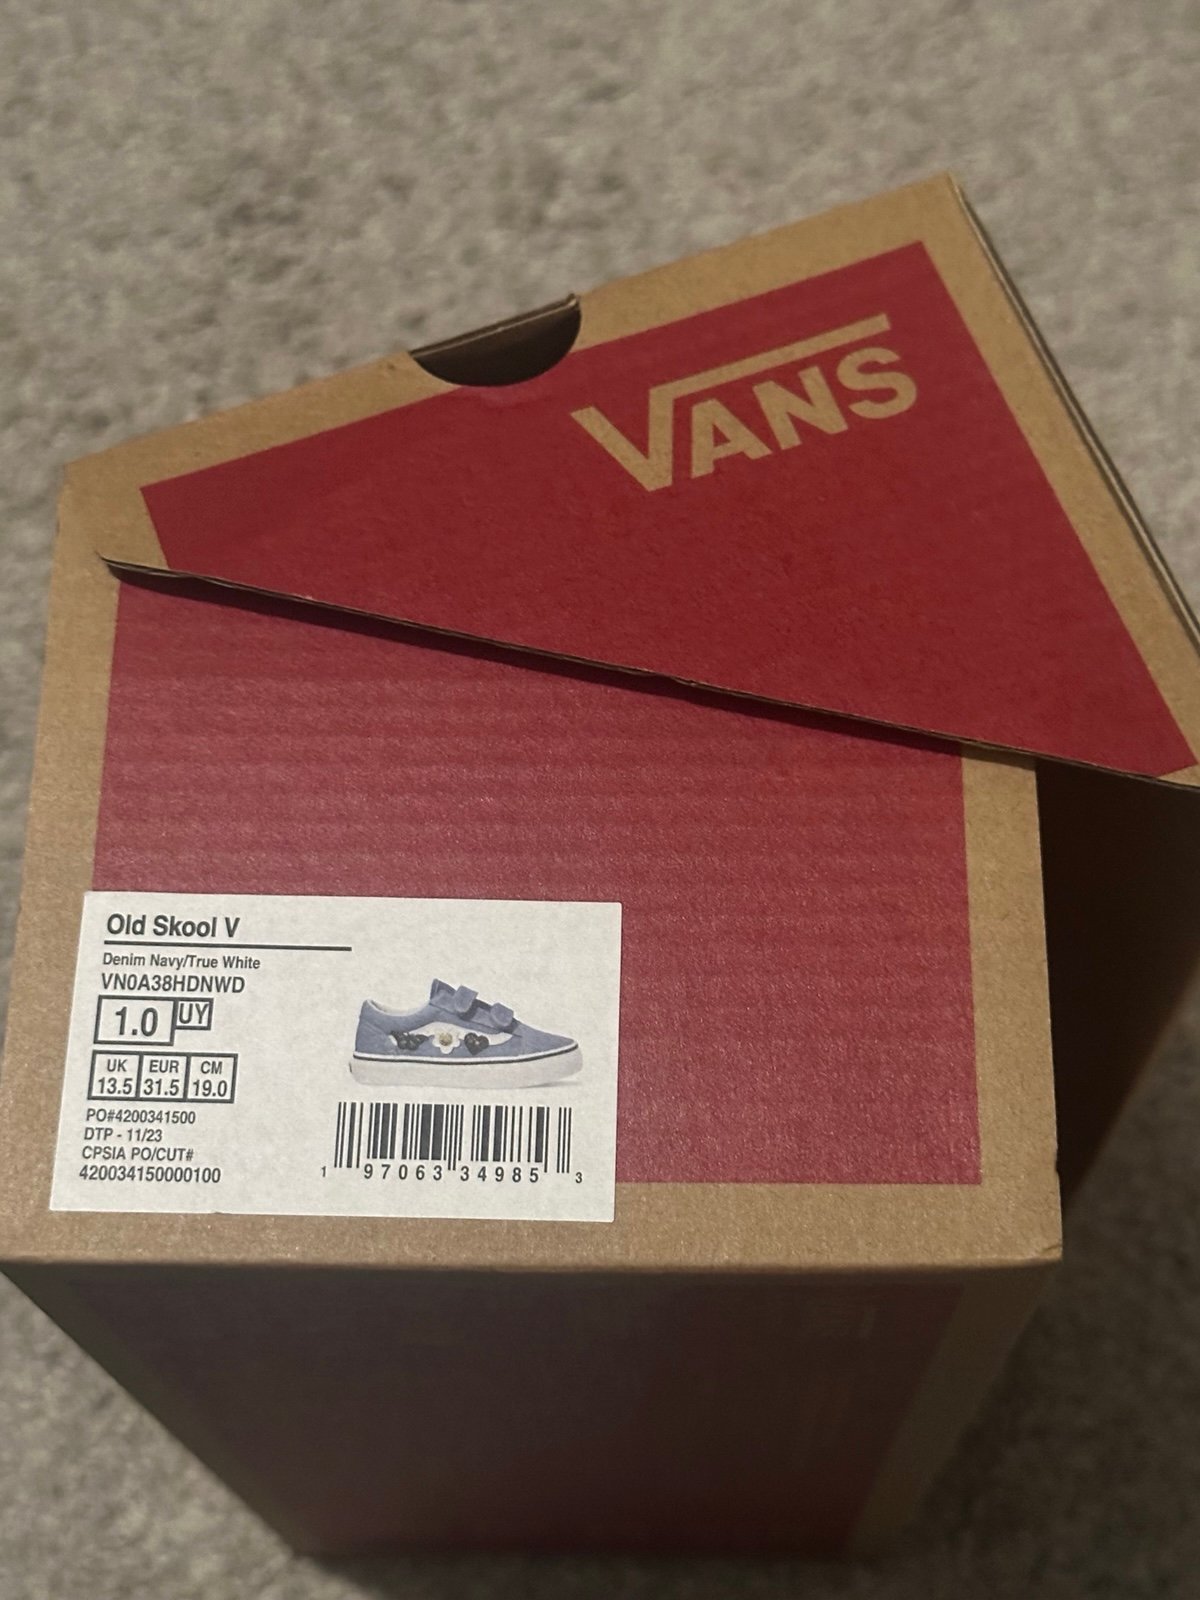 VANS
Old Skool V
Denim Navy/True White
VN0A38HDNWD
1.0 UY
UK EUR CM
13.5 31.5 19.0
PO#4200341500
DTP - 11/23
CPSIA PO/CUT#
420034150000100
1 97063 34985 3